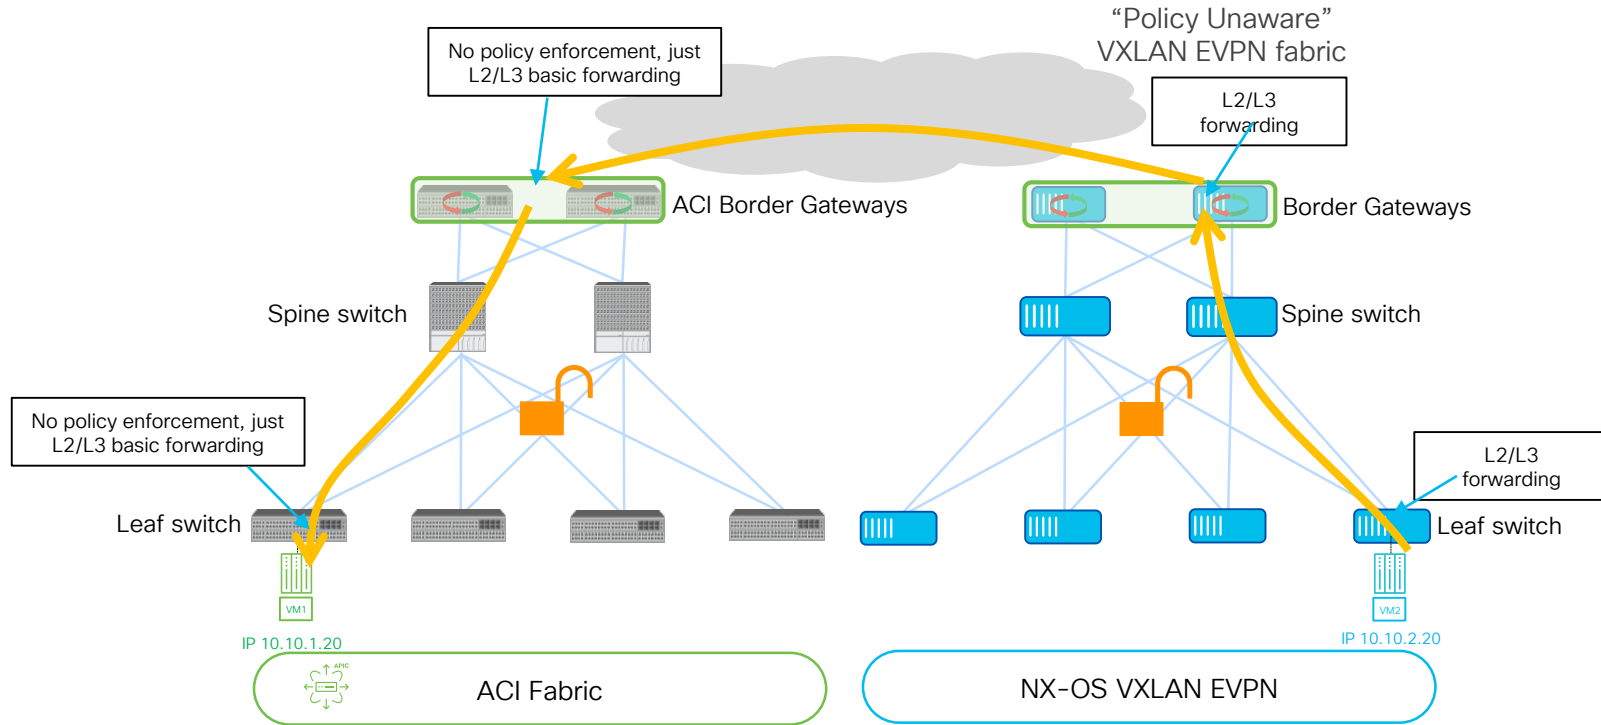 “Policy Unaware”
VXLAN EVPN fabric
No policy enforcement, just
L2/L3 basic forwarding
L2/L3
forwarding
ACI Border Gateways
Border Gateways
Spine switch
Spine switch
No policy enforcement, just
L2/L3 basic forwarding
L2/L3
forwarding
Leaf switch
Leaf switch
VM1
VM2
IP 10.10.1.20
IP 10.10.2.20
APIC
ACI Fabric
NX-OS VXLAN EVPN